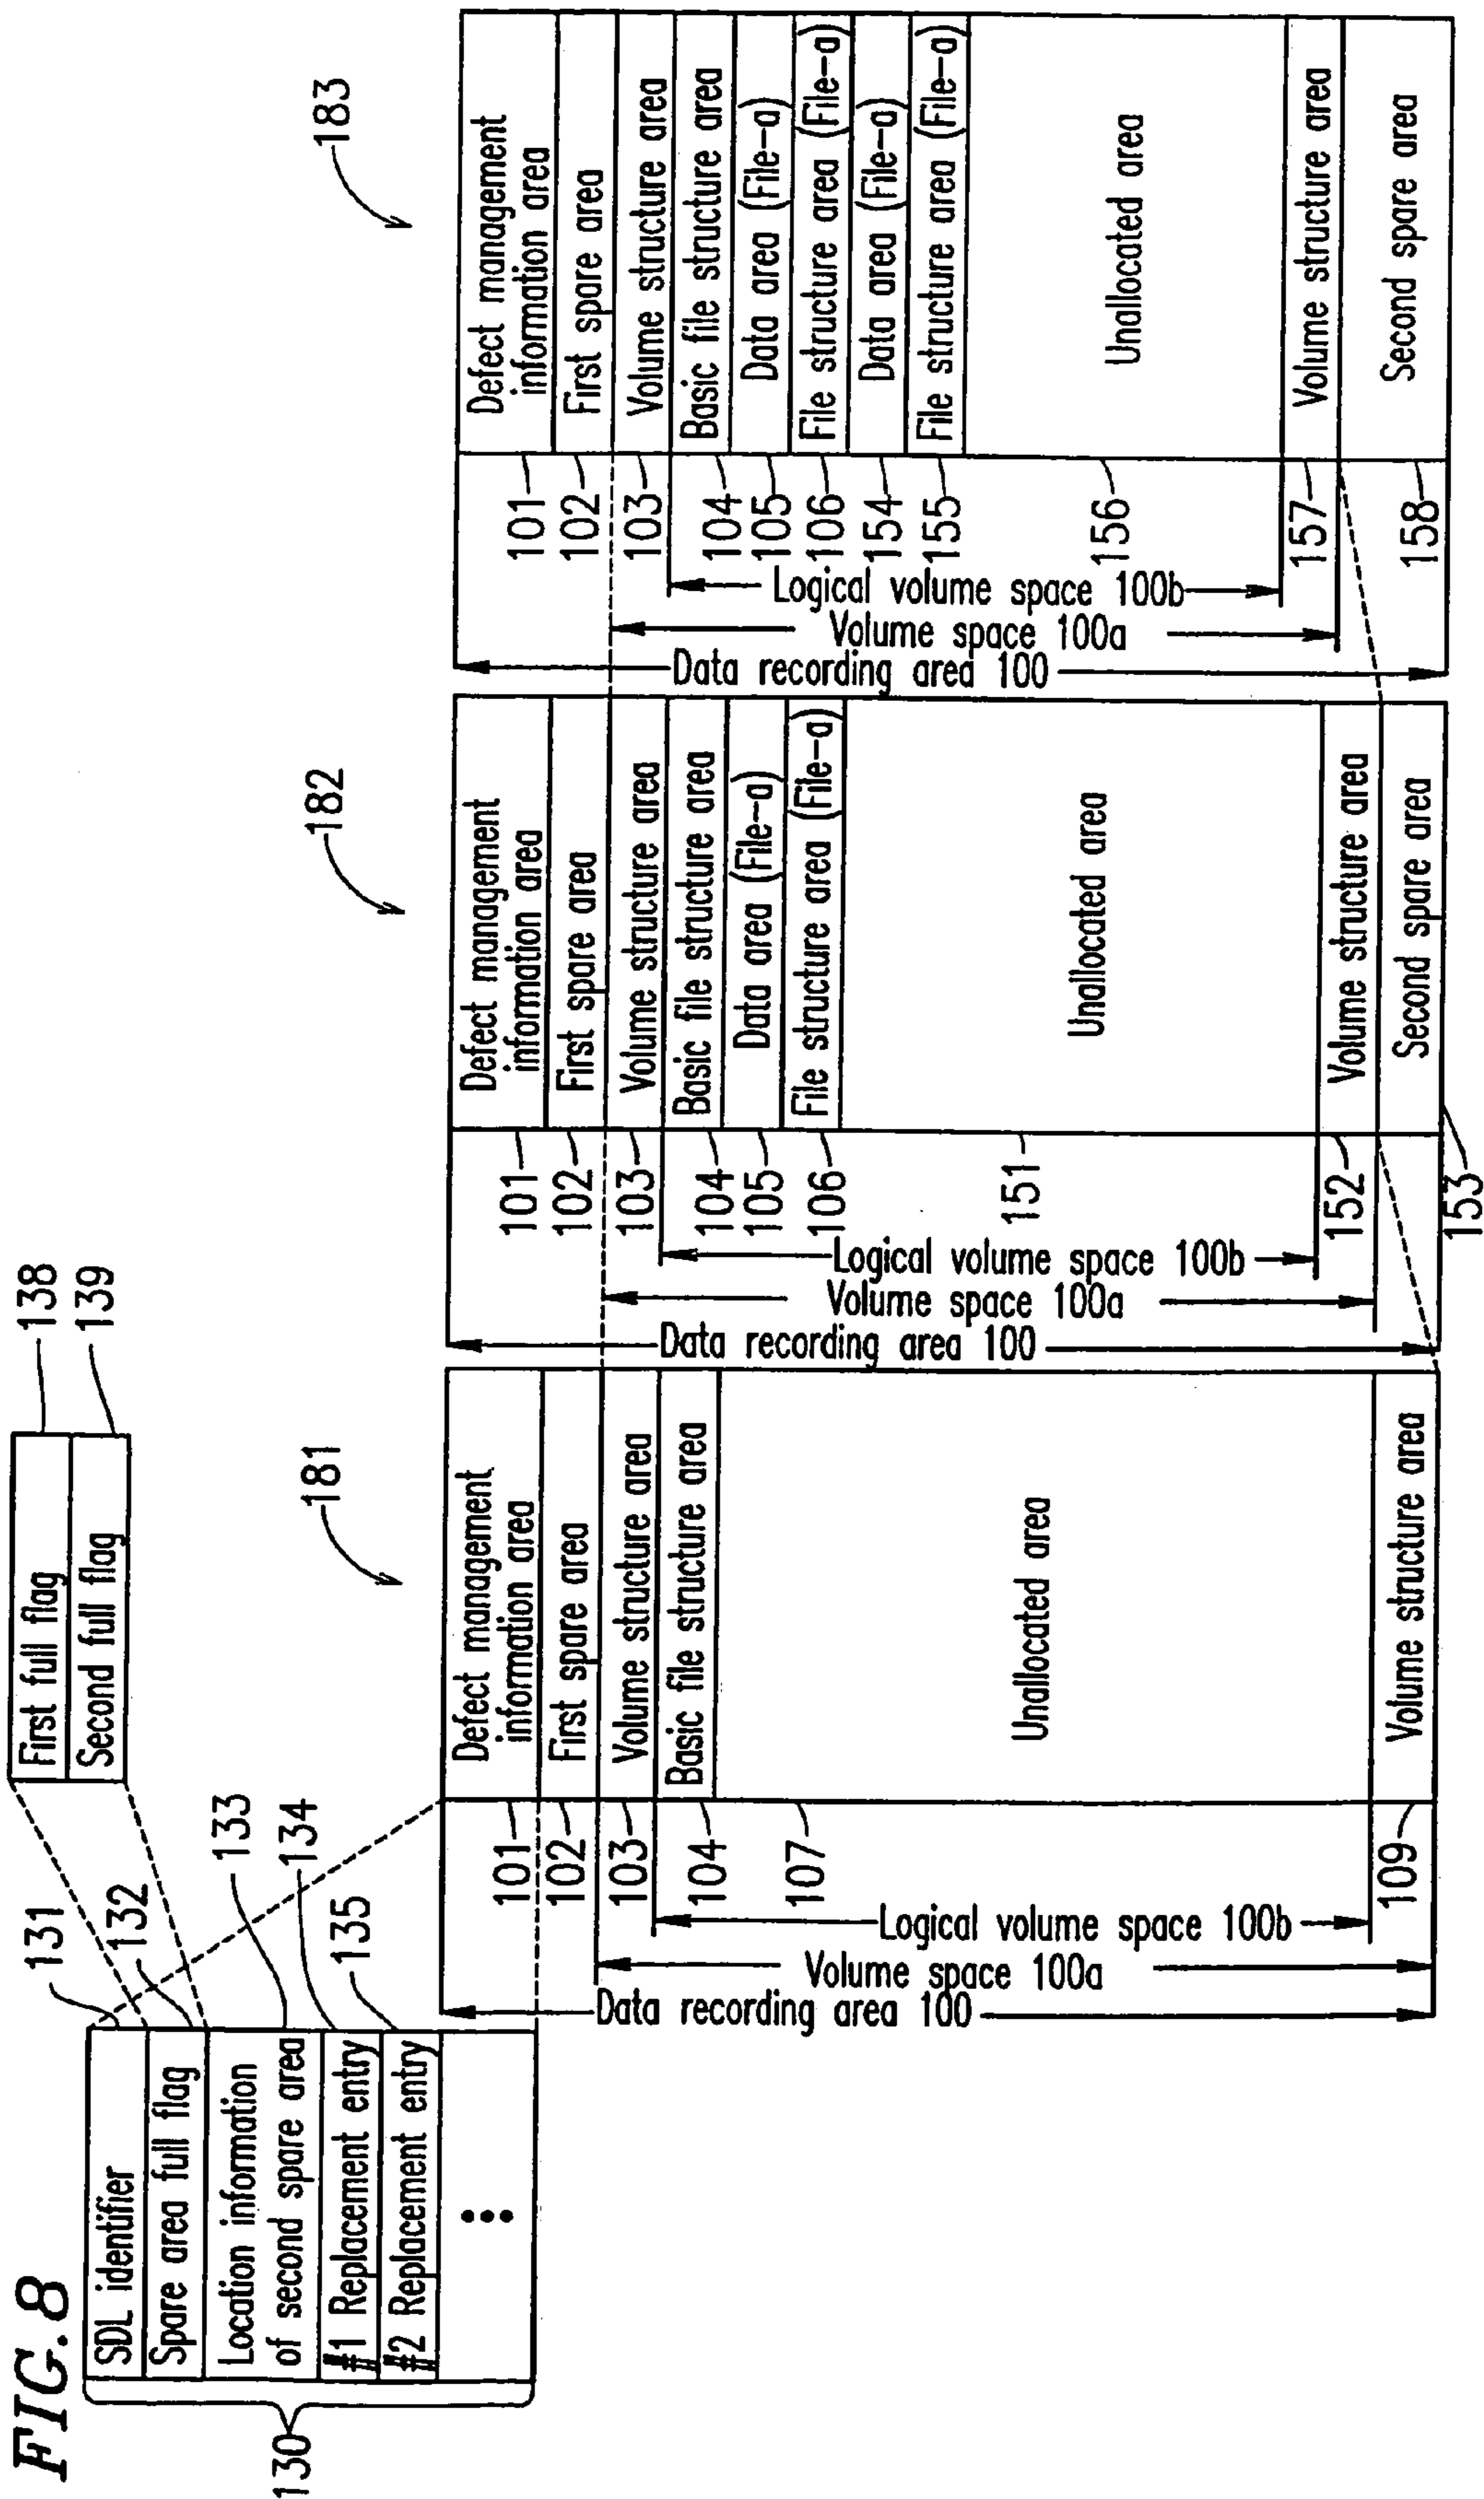 FIG. 8
130
SDL identifier
Spare area full flag
Location information
of second spare area
#1 Replacement entry
#2 Replacement entry
131
132
133
134
135
First full flag
Second full flag
138
139
181
Data recording area 100
Volume space 100a
Logical volume space 100b
101
102
103
104
107
109
Defect management
information area
First spare area
Volume structure area
Basic file structure area
Unallocated area
Volume structure area
182
Data recording area 100
Volume space 100a
Logical volume space 100b
101
102
103
104
105
106
151
152
153
Defect management
information area
First spare area
Volume structure area
Basic file structure area
Data area (File-a)
File structure area (File-a)
Unallocated area
Volume structure area
Second spare area
183
Data recording area 100
Volume space 100a
Logical volume space 100b
101
102
103
104
105
106
154
155
156
157
158
Defect management
information area
First spare area
Volume structure area
Basic file structure area
Data area (File-a)
File structure area (File-a)
Data area (File-a)
File structure area (File-a)
Unallocated area
Volume structure area
Second spare area